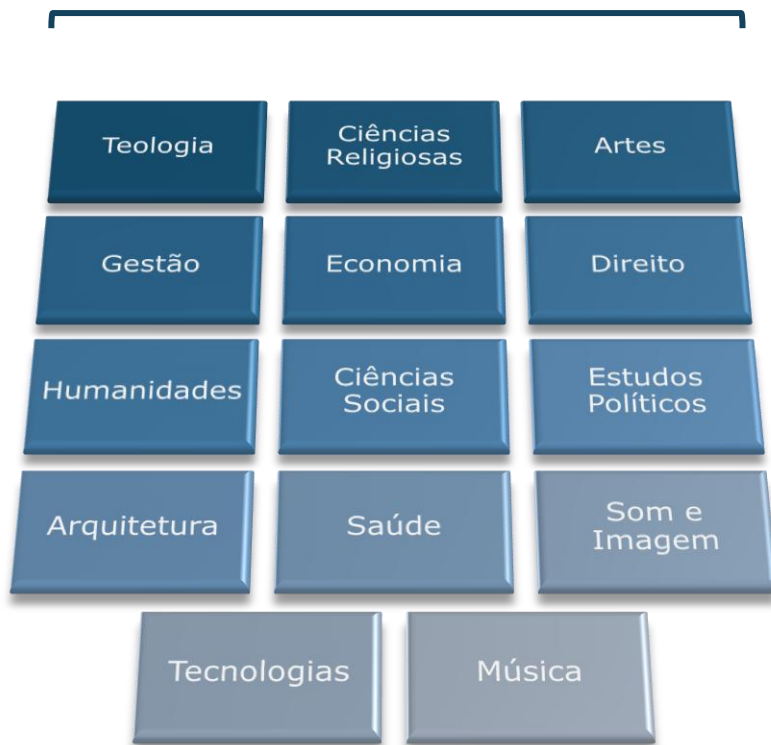 Teologia
Ciências
Religiosas
Artes
Gestão
Economia
Direito
Humanidades
Ciências
Sociais
Estudos
Políticos
Arquitetura
Saúde
Som e
Imagem
Tecnologias
Música